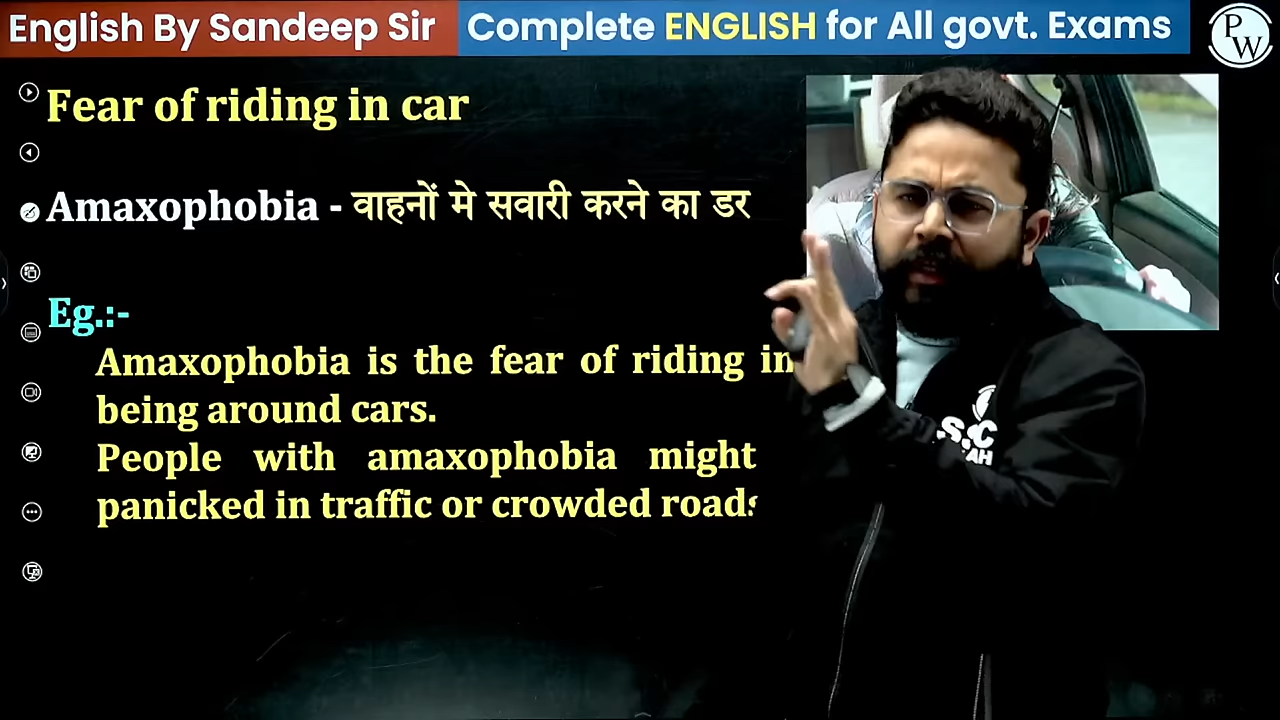 English By Sandeep Sir Complete ENGLISH for All govt. Exams PW
Fear of riding in car
Amaxophobia - वाहनों मे सवारी करने का डर
Eg.:-
Amaxophobia is the fear of riding in
being around cars.
People with amaxophobia might
panicked in traffic or crowded roads